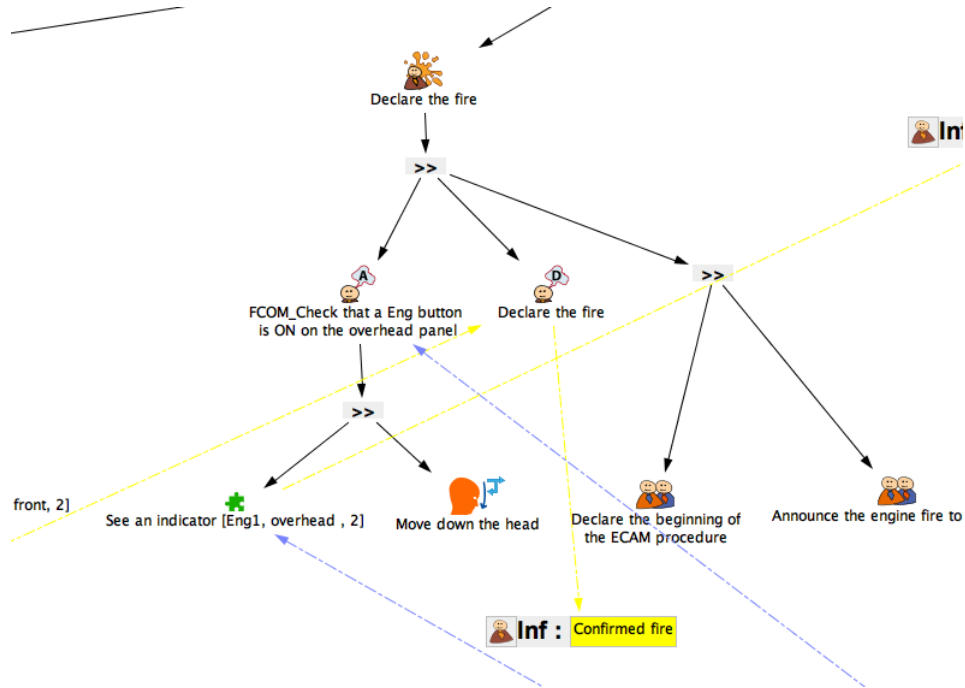 Declare the fire
>>
Inf
A
D
>>
FCOM_Check that a Eng button
is ON on the overhead panel
Declare the fire
>>
front, 2]
See an indicator [Eng1, overhead , 2]
Move down the head
Declare the beginning of
the ECAM procedure
Announce the engine fire to
Inf : Confirmed fire